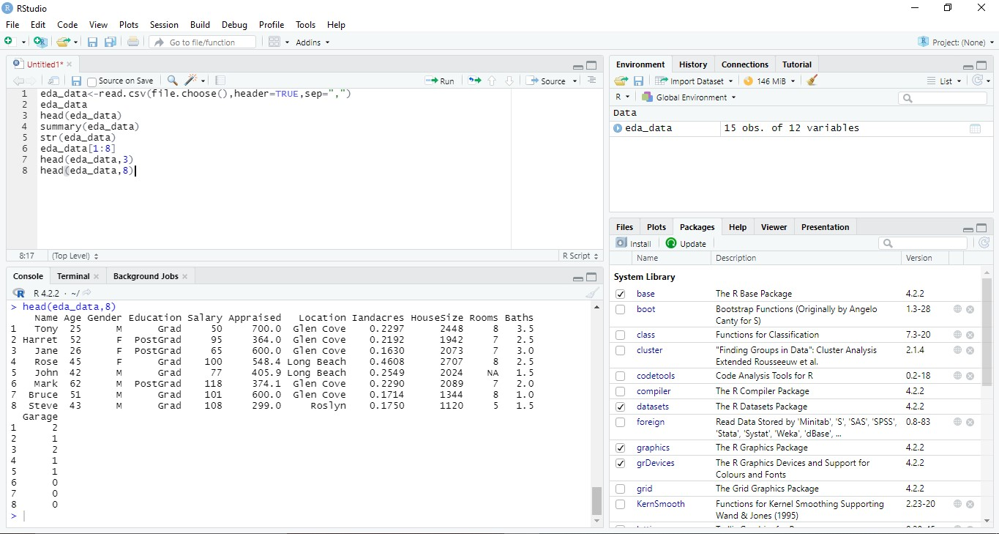 RStudio
File Edit Code View Plots Session Build Debug Profile Tools Help
Go to file/function Addins Project: (None)
Untitled1*
Source on Save Run Source
1 eda_data<-read.csv(file.choose(),header=TRUE,sep=",")
2 eda_data
3 head(eda_data)
4 summary(eda_data)
5 str(eda_data)
6 eda_data[1:8]
7 head(eda_data,3)
8 head(eda_data,8)
8:17 (Top Level) R Script
Console Terminal Background Jobs
R 4.2.2 · ~/
> head(eda_data,8)
Name Age Gender Education Salary Appraised Location Iandacres HouseSize Rooms Baths
1 Tony 25 M Grad 50 700.0 Glen Cove 0.2297 2448 8 3.5
2 Harret 52 F PostGrad 95 364.0 Glen Cove 0.2192 1942 7 2.5
3 Jane 26 F PostGrad 65 600.0 Glen Cove 0.1630 2073 7 3.0
4 Rose 45 F Grad 100 548.4 Long Beach 0.4608 2707 8 2.5
5 John 42 M Grad 77 405.9 Long Beach 0.2549 2024 NA 1.5
6 Mark 62 M PostGrad 118 374.1 Glen Cove 0.2290 2089 7 2.0
7 Bruce 51 M Grad 101 600.0 Glen Cove 0.1714 1344 8 1.0
8 Steve 43 M Grad 108 299.0 Roslyn 0.1750 1120 5 1.5
Garage
1 2
2 1
3 2
4 1
5 1
6 0
7 0
8 0
>
Environment History Connections Tutorial
Import Dataset 146 MiB List
R Global Environment
Data
eda_data 15 obs. of 12 variables
Files Plots Packages Help Viewer Presentation
Install Update
Name Description Version
System Library
base The R Base Package 4.2.2
boot Bootstrap Functions (Originally by Angelo 1.3-28
Canty for S)
class Functions for Classification 7.3-20
cluster "Finding Groups in Data": Cluster Analysis 2.1.4
Extended Rousseeuw et al.
codetools Code Analysis Tools for R 0.2-18
compiler The R Compiler Package 4.2.2
datasets The R Datasets Package 4.2.2
foreign Read Data Stored by 'Minitab', 'S', 'SAS', 'SPSS', 0.8-83
'Stata', 'Systat', 'Weka', 'dBase', ...
graphics The R Graphics Package 4.2.2
grDevices The R Graphics Devices and Support for 4.2.2
Colours and Fonts
grid The Grid Graphics Package 4.2.2
KernSmooth Functions for Kernel Smoothing Supporting 2.23-20
Wand & Jones (1995)